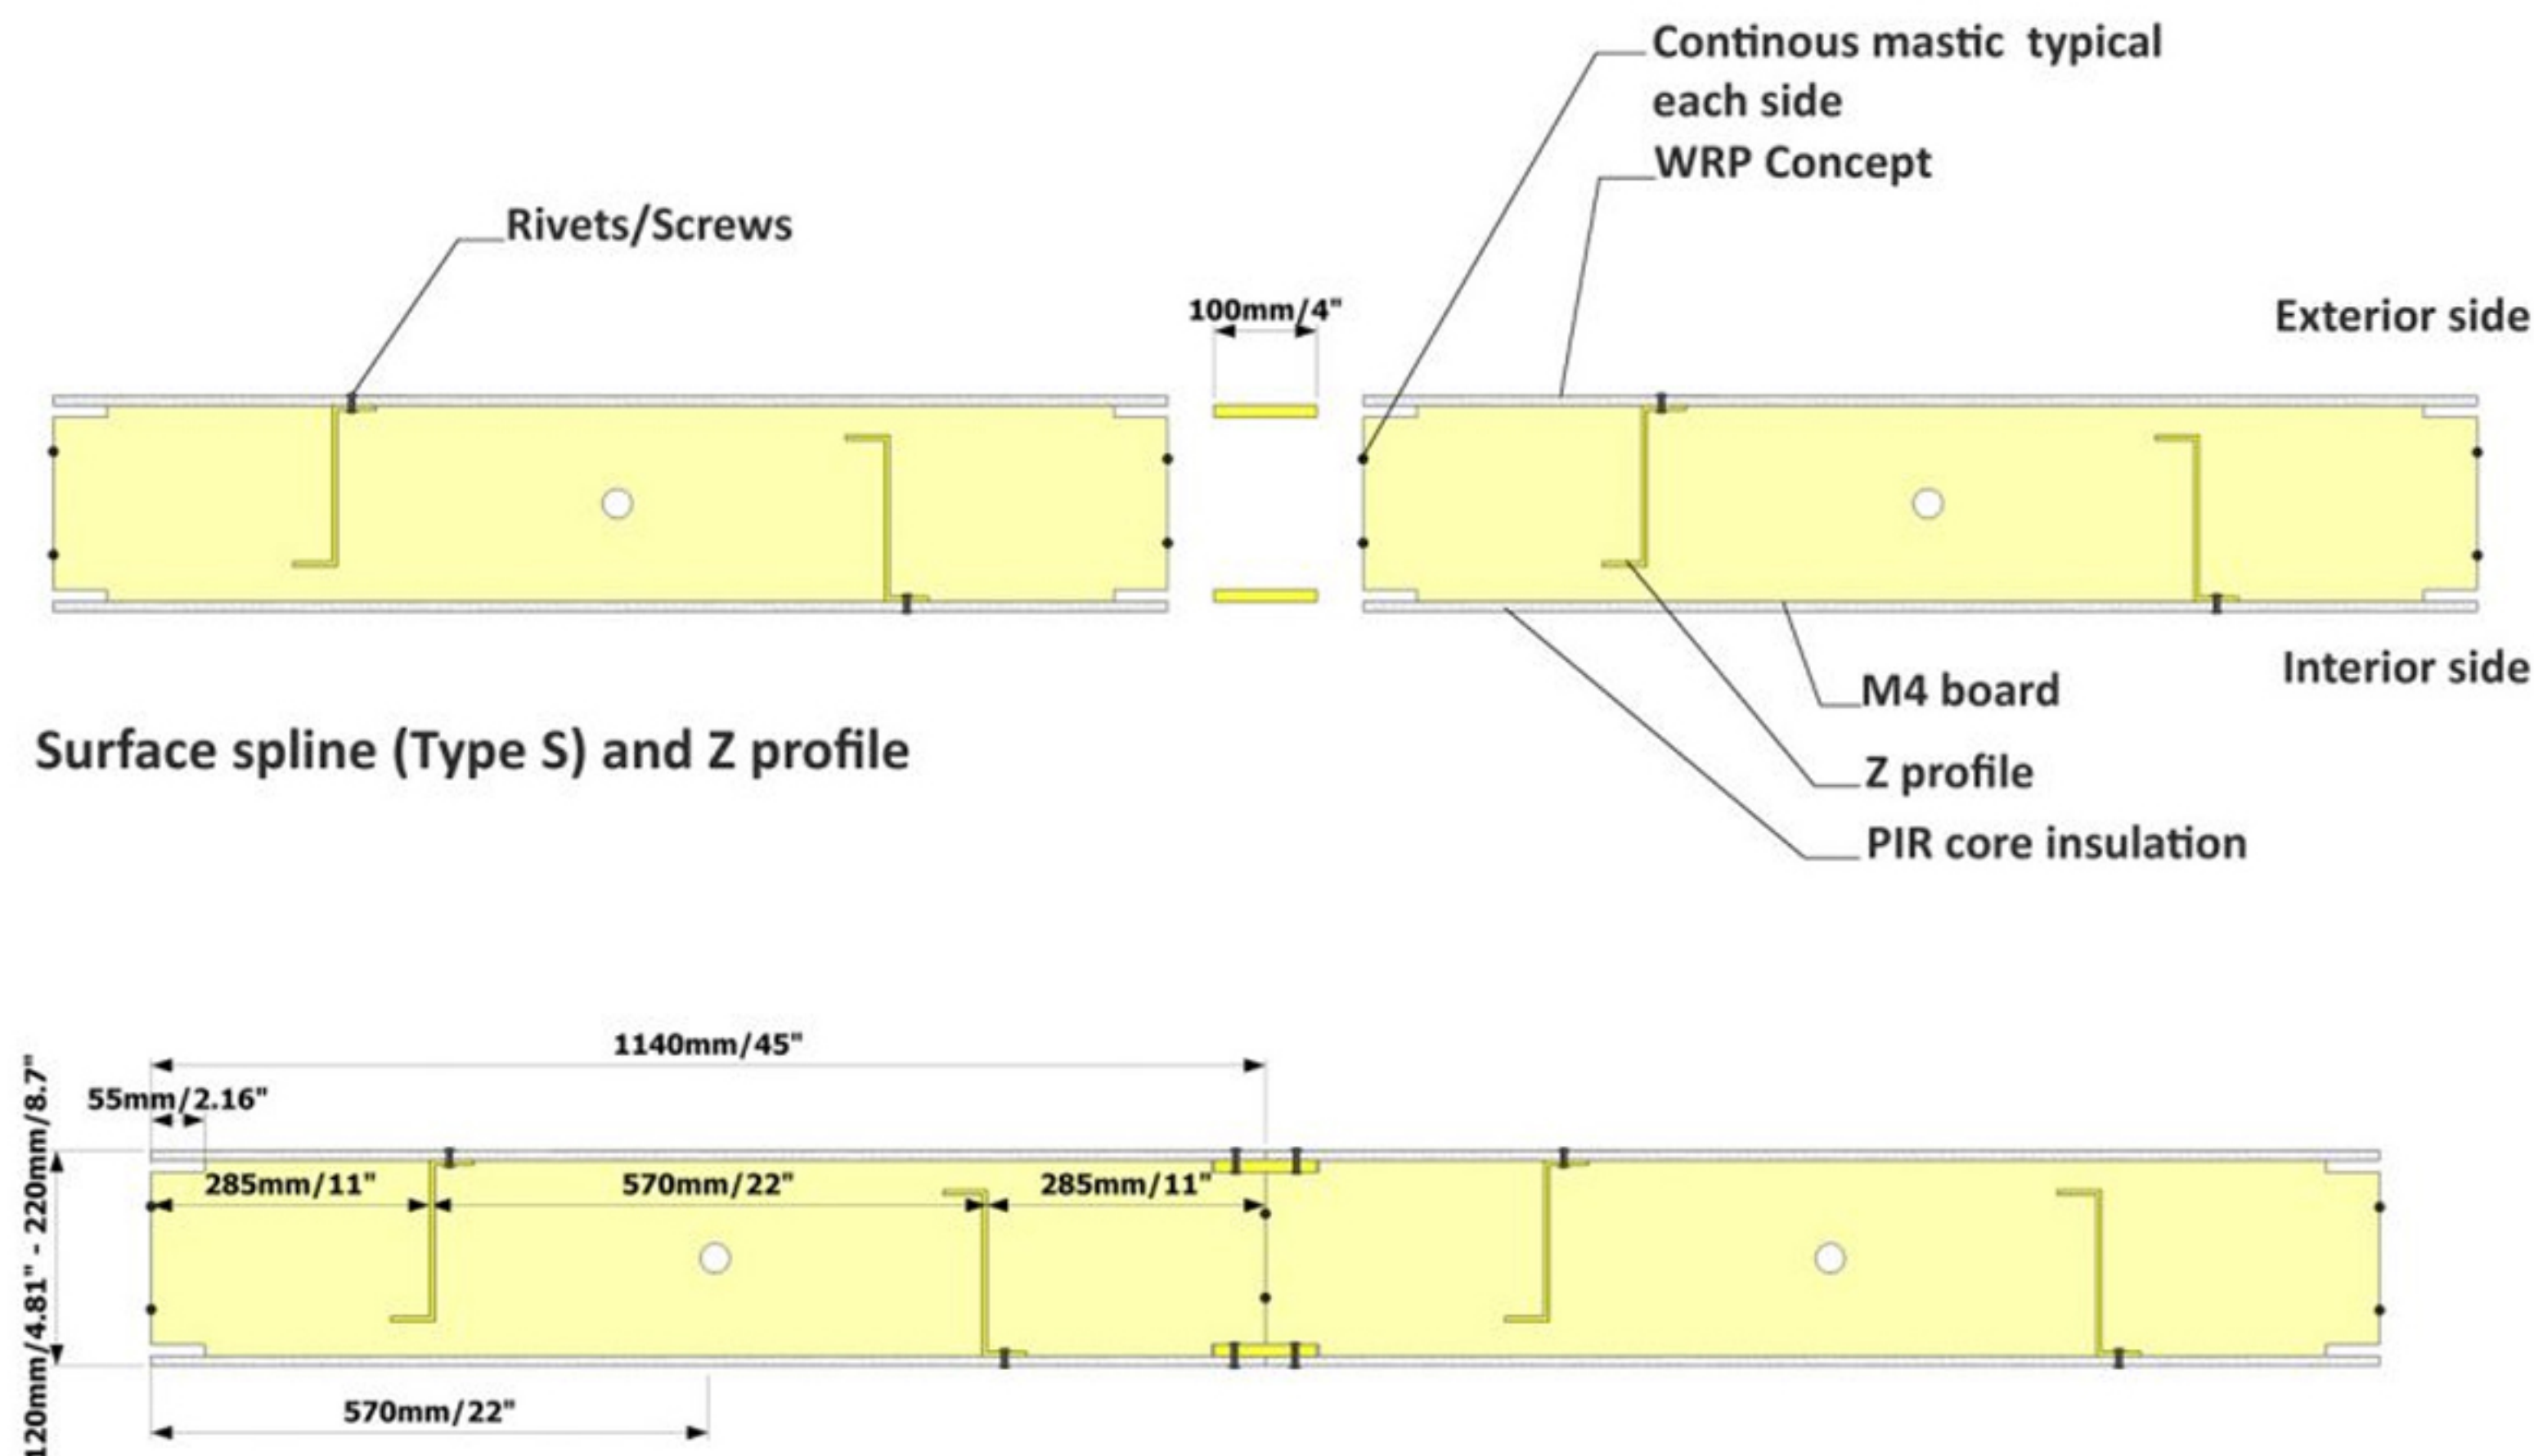 Continous mastic typical
each side
WRP Concept
Rivets/Screws
100mm/4"
Exterior side
Interior side
M4 board
Surface spline (Type S) and Z profile
Z profile
PIR core insulation
1140mm/45"
55mm/2.16"
285mm/11"
570mm/22"
285mm/11"
120mm/4.81" - 220mm/8.7"
570mm/22"